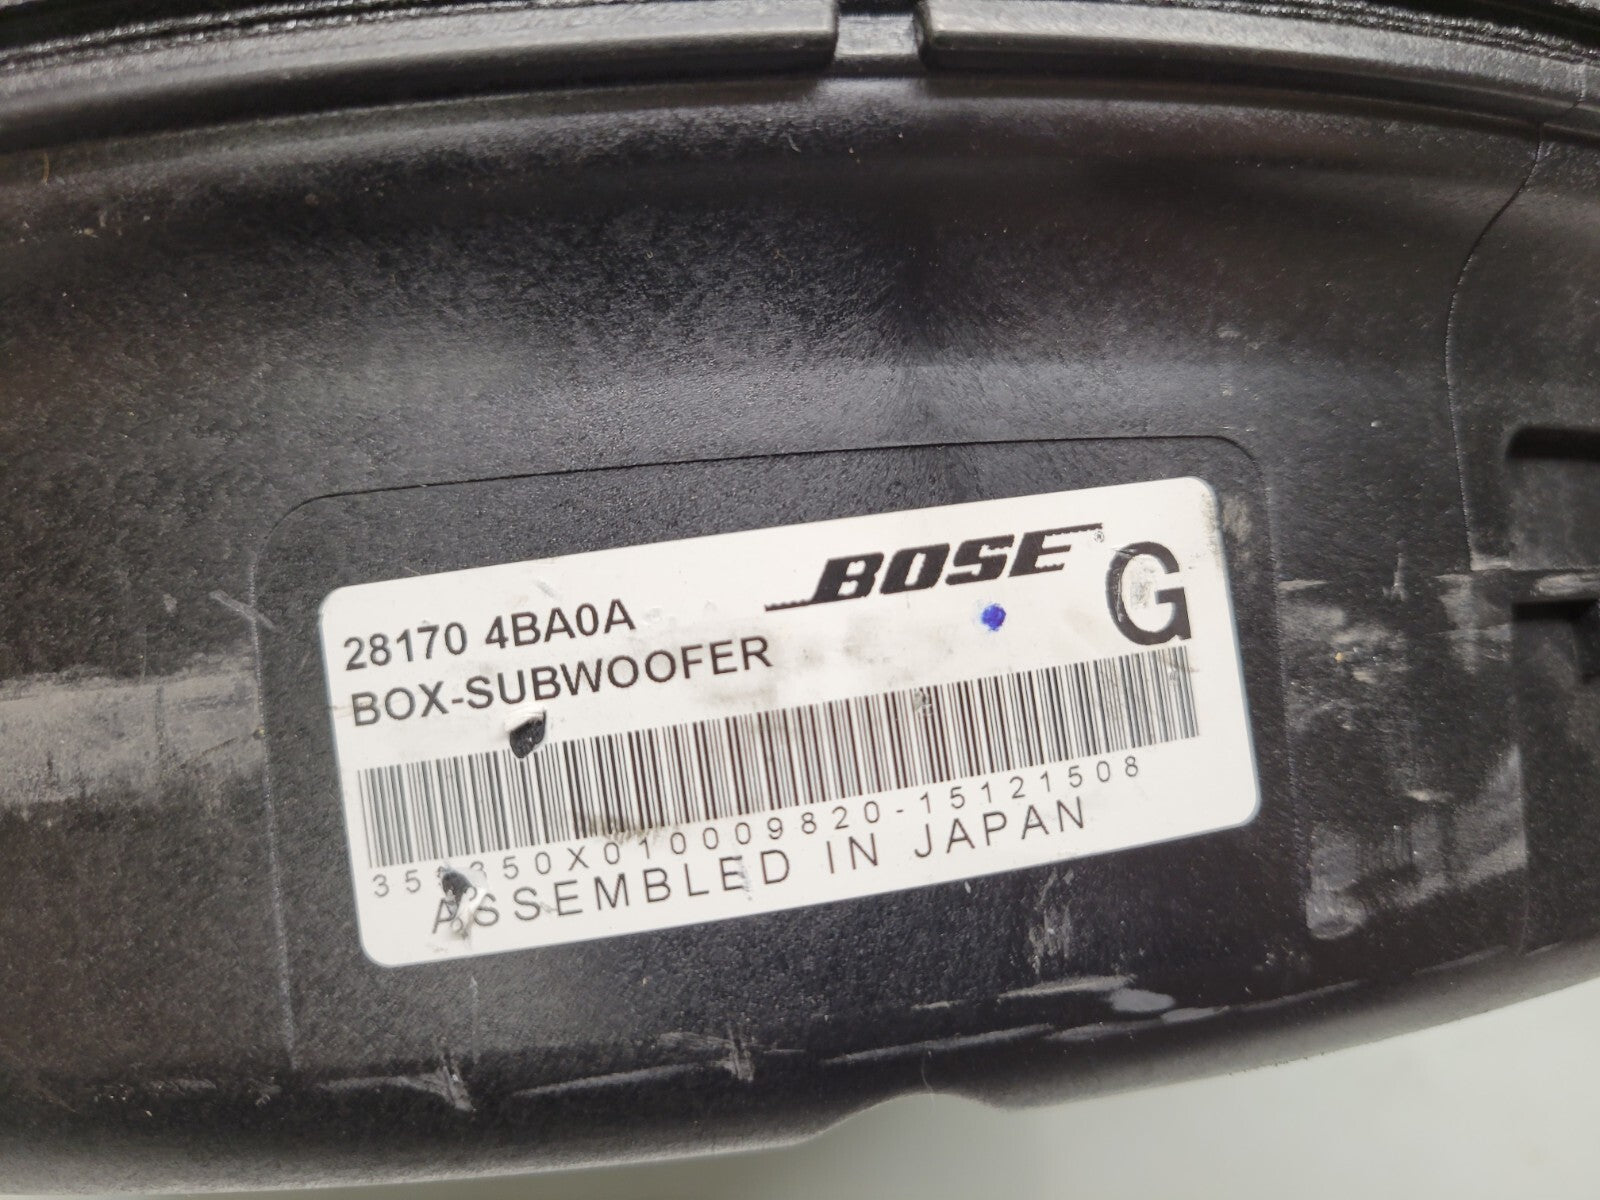 BOSE
G
28170 4BA0A
BOX-SUBWOOFER
ASSEMBLED IN JAPAN